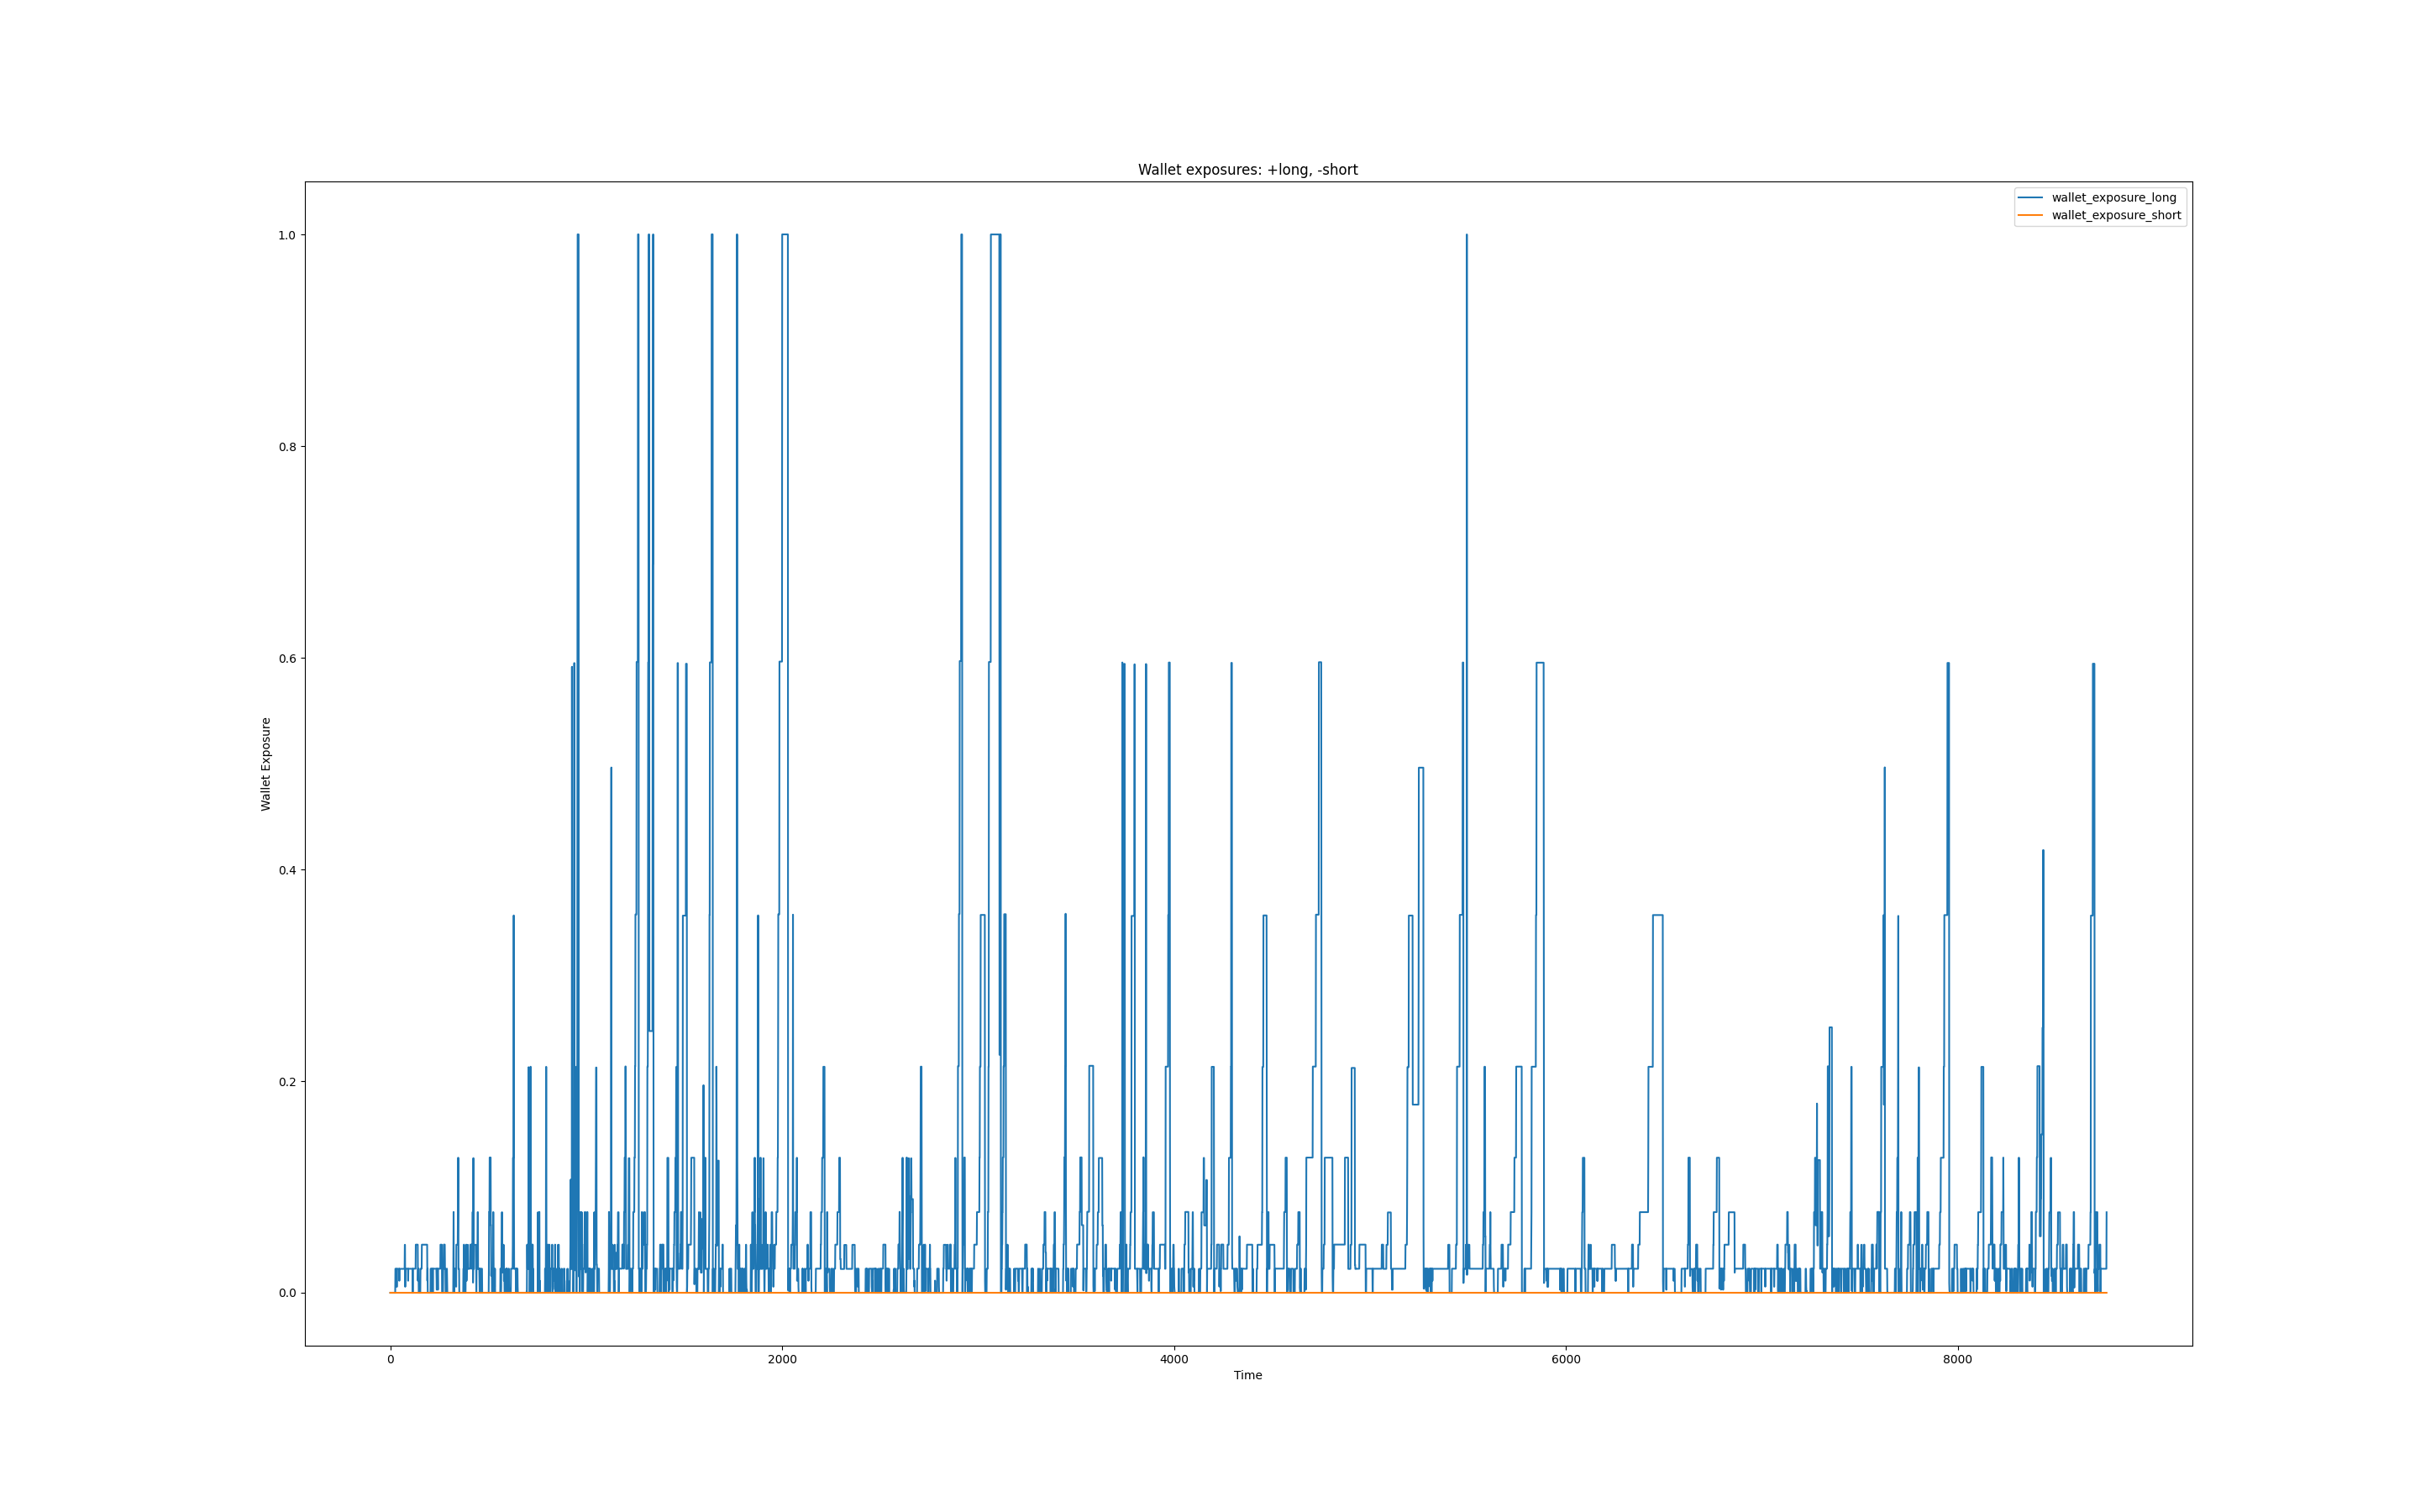 Wallet exposures: +long, -short
wallet_exposure_long
wallet_exposure_short
1.0
0.8
0.6
0.4
0.2
0.0
Wallet Exposure
0 2000 4000 6000 8000
Time